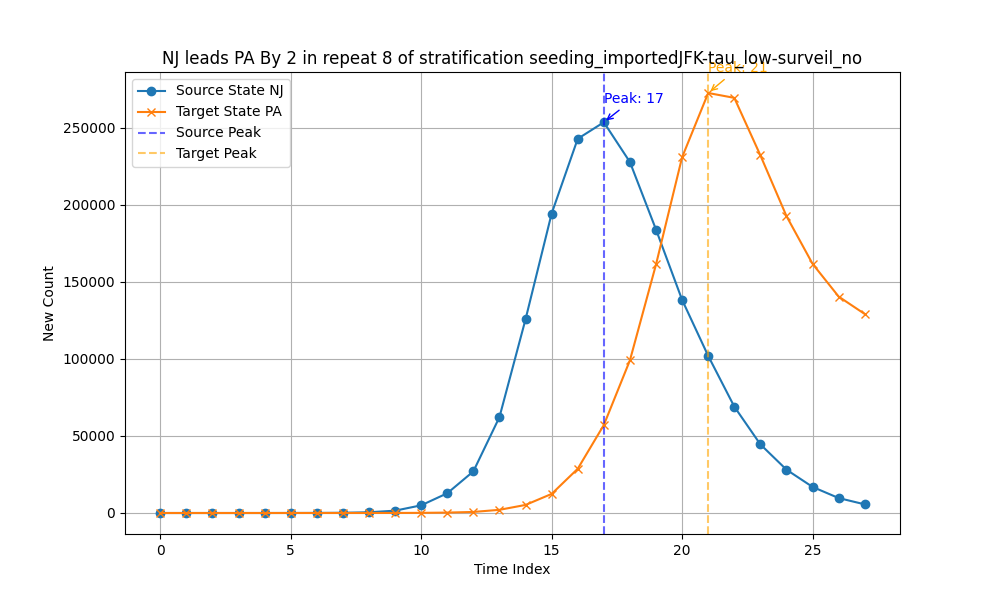 NJ leads PA By 2 in repeat 8 of stratification seeding_importedJFK-tau_low-surveil_no
Peak: 21
Source State NJ
Target State PA
Source Peak
Target Peak
Peak: 17
250000
200000
150000
100000
50000
0
New Count
0 5 10 15 20 25
Time Index